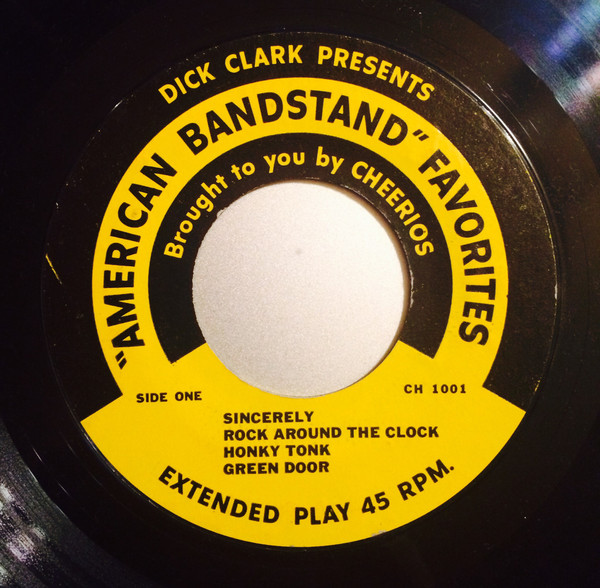 DICK CLARK PRESENTS
"AMERICAN BANDSTAND" FAVORITES
Brought to you by CHEERIOS
SIDE ONE
CH 1001
SINCERELY
ROCK AROUND THE CLOCK
HONKY TONK
GREEN DOOR
EXTENDED PLAY 45 RPM.